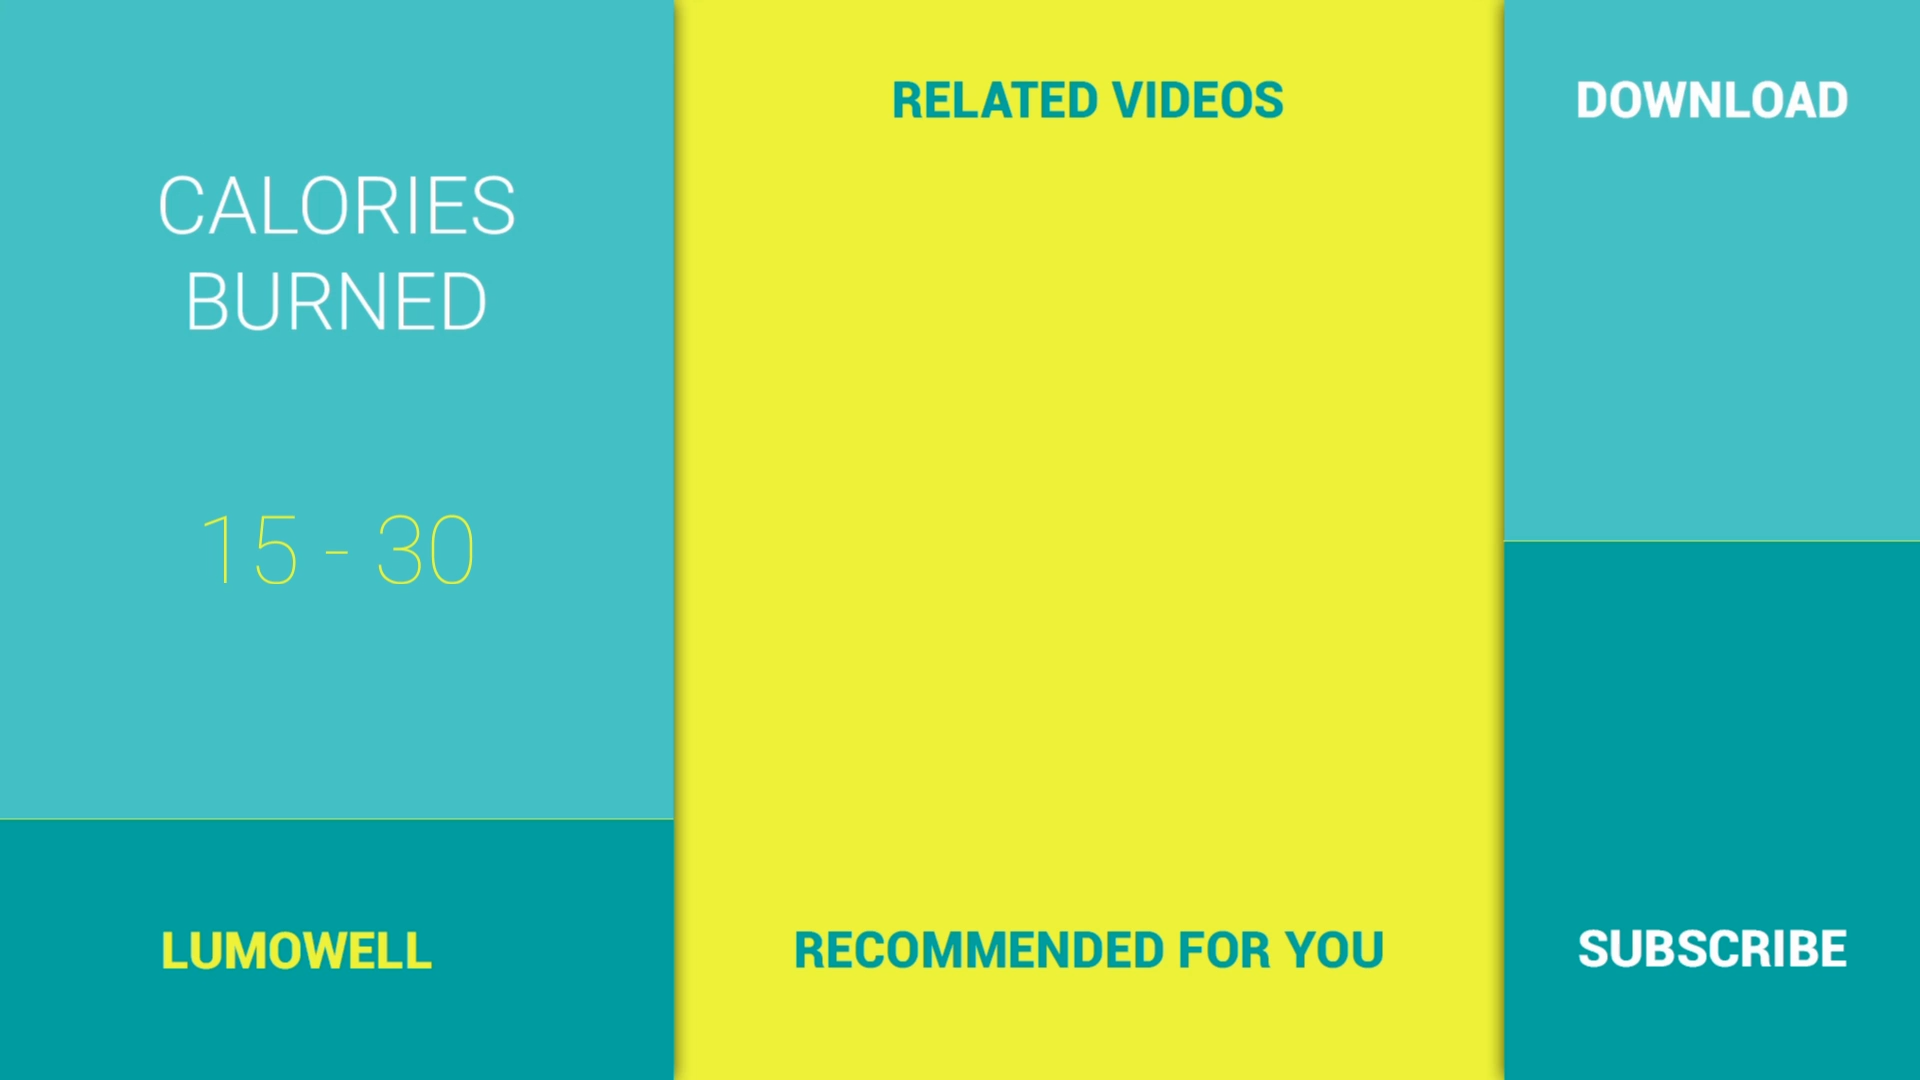 CALORIES
BURNED
15 - 30
LUMOWELL
RELATED VIDEOS
RECOMMENDED FOR YOU
DOWNLOAD
SUBSCRIBE